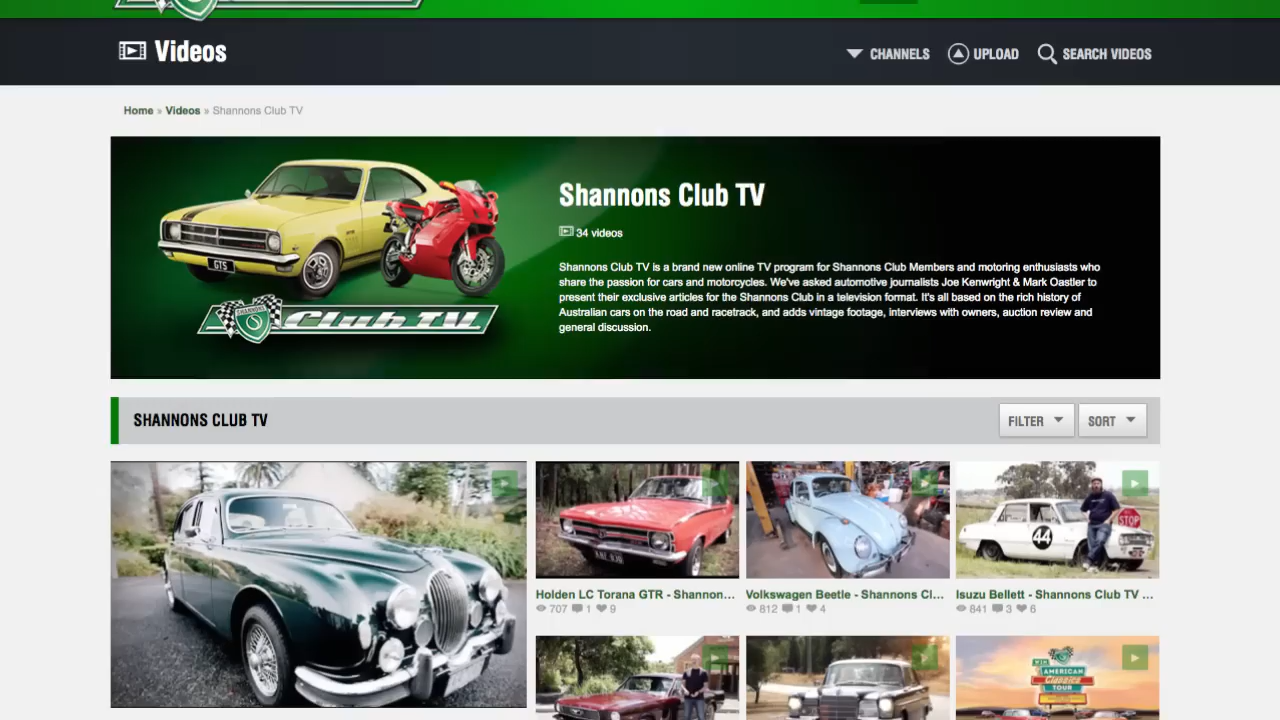 Videos
CHANNELS
UPLOAD
SEARCH VIDEOS
Home » Videos » Shannons Club TV
Shannons Club TV
34 videos
Shannons Club TV is a brand new online TV program for Shannons Club Members and motoring enthusiasts who
share the passion for cars and motorcycles. We've asked automotive journalists Joe Kenwright & Mark Oastler to
present their exclusive articles for the Shannons Club in a television format. It's all based on the rich history of
Australian cars on the road and racetrack, and adds vintage footage, interviews with owners, auction review and
general discussion.
GTS
SHANNONS
Club TV
SHANNONS CLUB TV
FILTER
SORT
44
STOP
Holden LC Torana GTR - Shannon...
Volkswagen Beetle - Shannons Cl...
Isuzu Bellett - Shannons Club TV ...
707 1 9
812 1 4
841 3 6
WIN
AMERICAN
Classics
TOUR